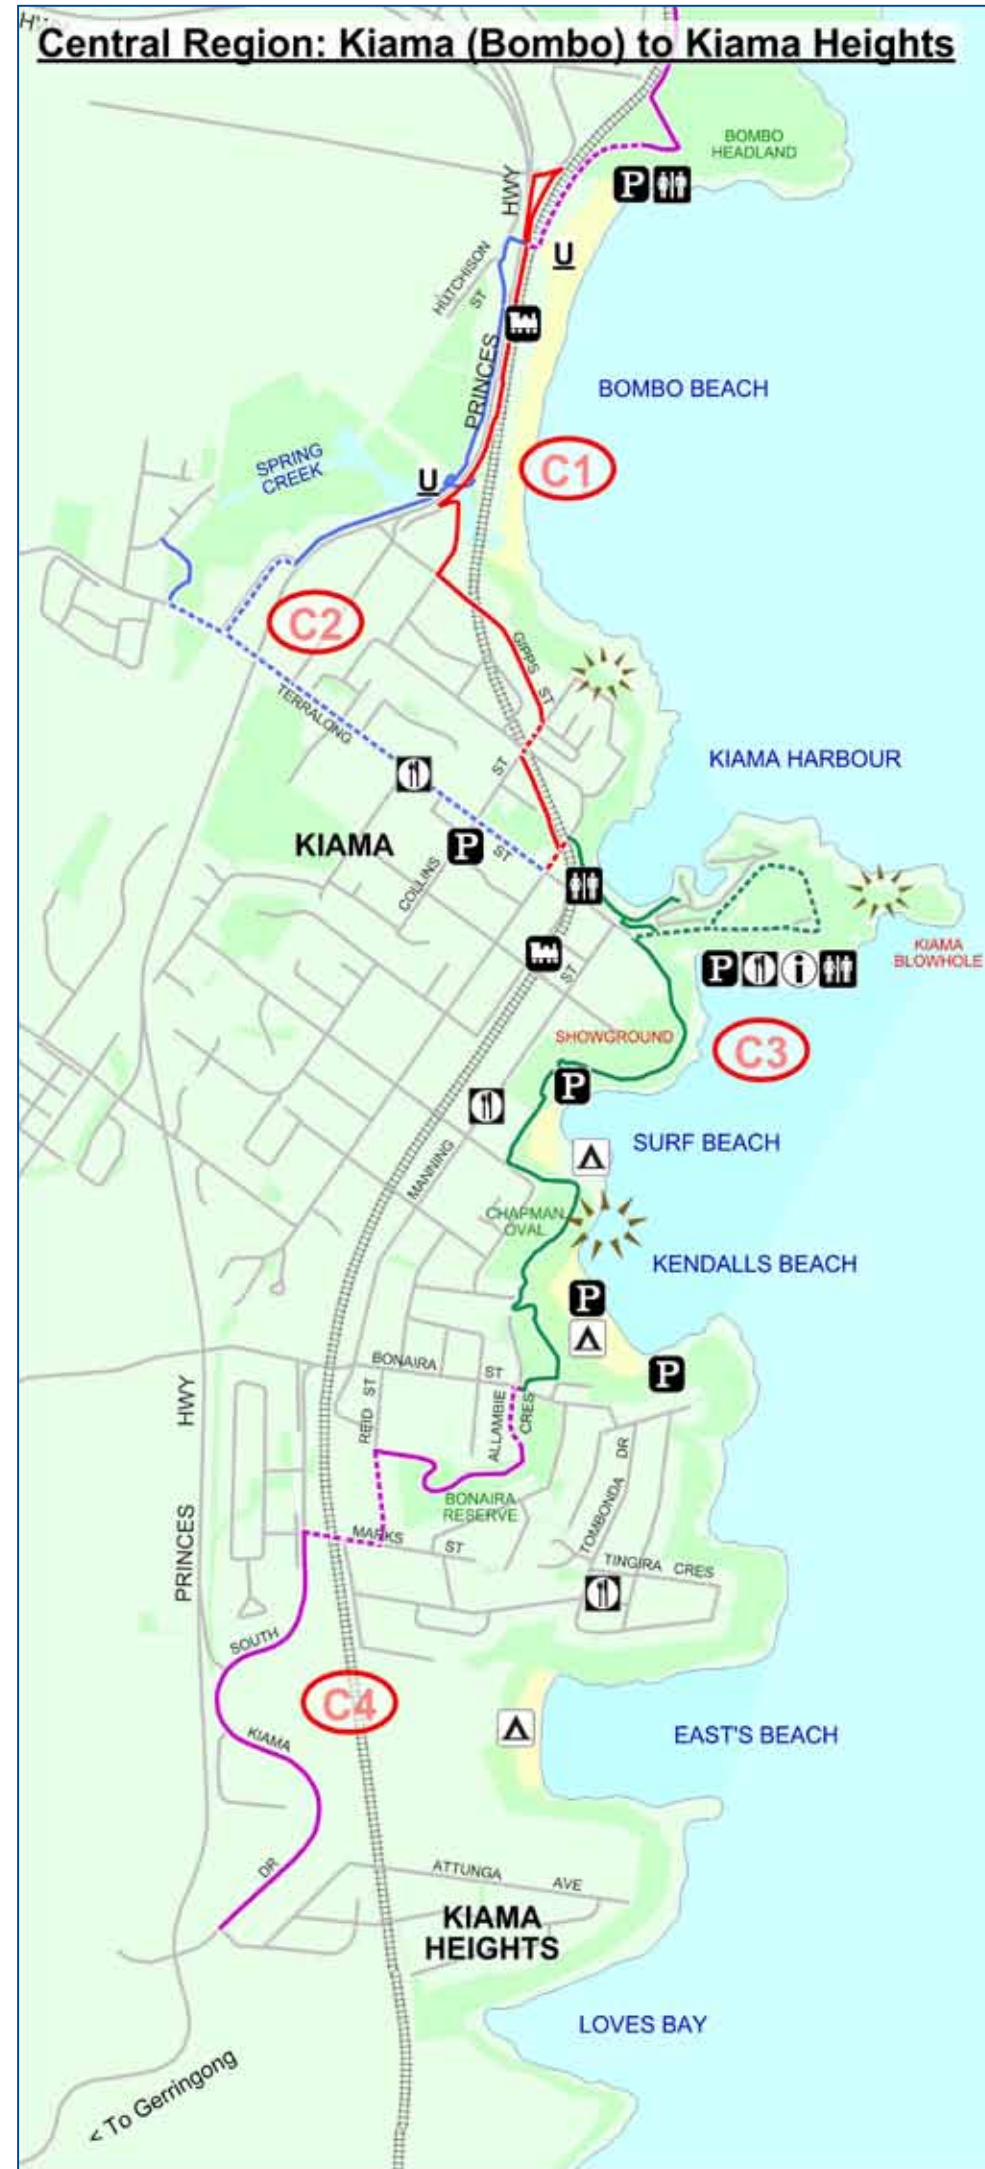 Central Region: Kiama (Bombo) to Kiama Heights
BOMBO
HEADLAND
P
HWY
U
HUTCHISON
ST
PRINCES
BOMBO BEACH
SPRING
CREEK
U
C1
C2
GIPPS
ST
TERRALONG
ST
KIAMA HARBOUR
KIAMA
P
ST
COLLINS
KIAMA
BLOWHOLE
P
i
ST
SHOWGROUND
C3
P
SURF BEACH
MANNING
CHAPMAN
OVAL
KENDALLS BEACH
P
BONAIRA
ST
P
HWY
REID ST
ALLAMBIE
CRES
TOMBONDA DR
BONAIRA
RESERVE
PRINCES
MARKS
ST
TINGIRA CRES
SOUTH
C4
KIAMA
EAST'S BEACH
DR
ATTUNGA
AVE
KIAMA
HEIGHTS
LOVES BAY
< To Gerringong